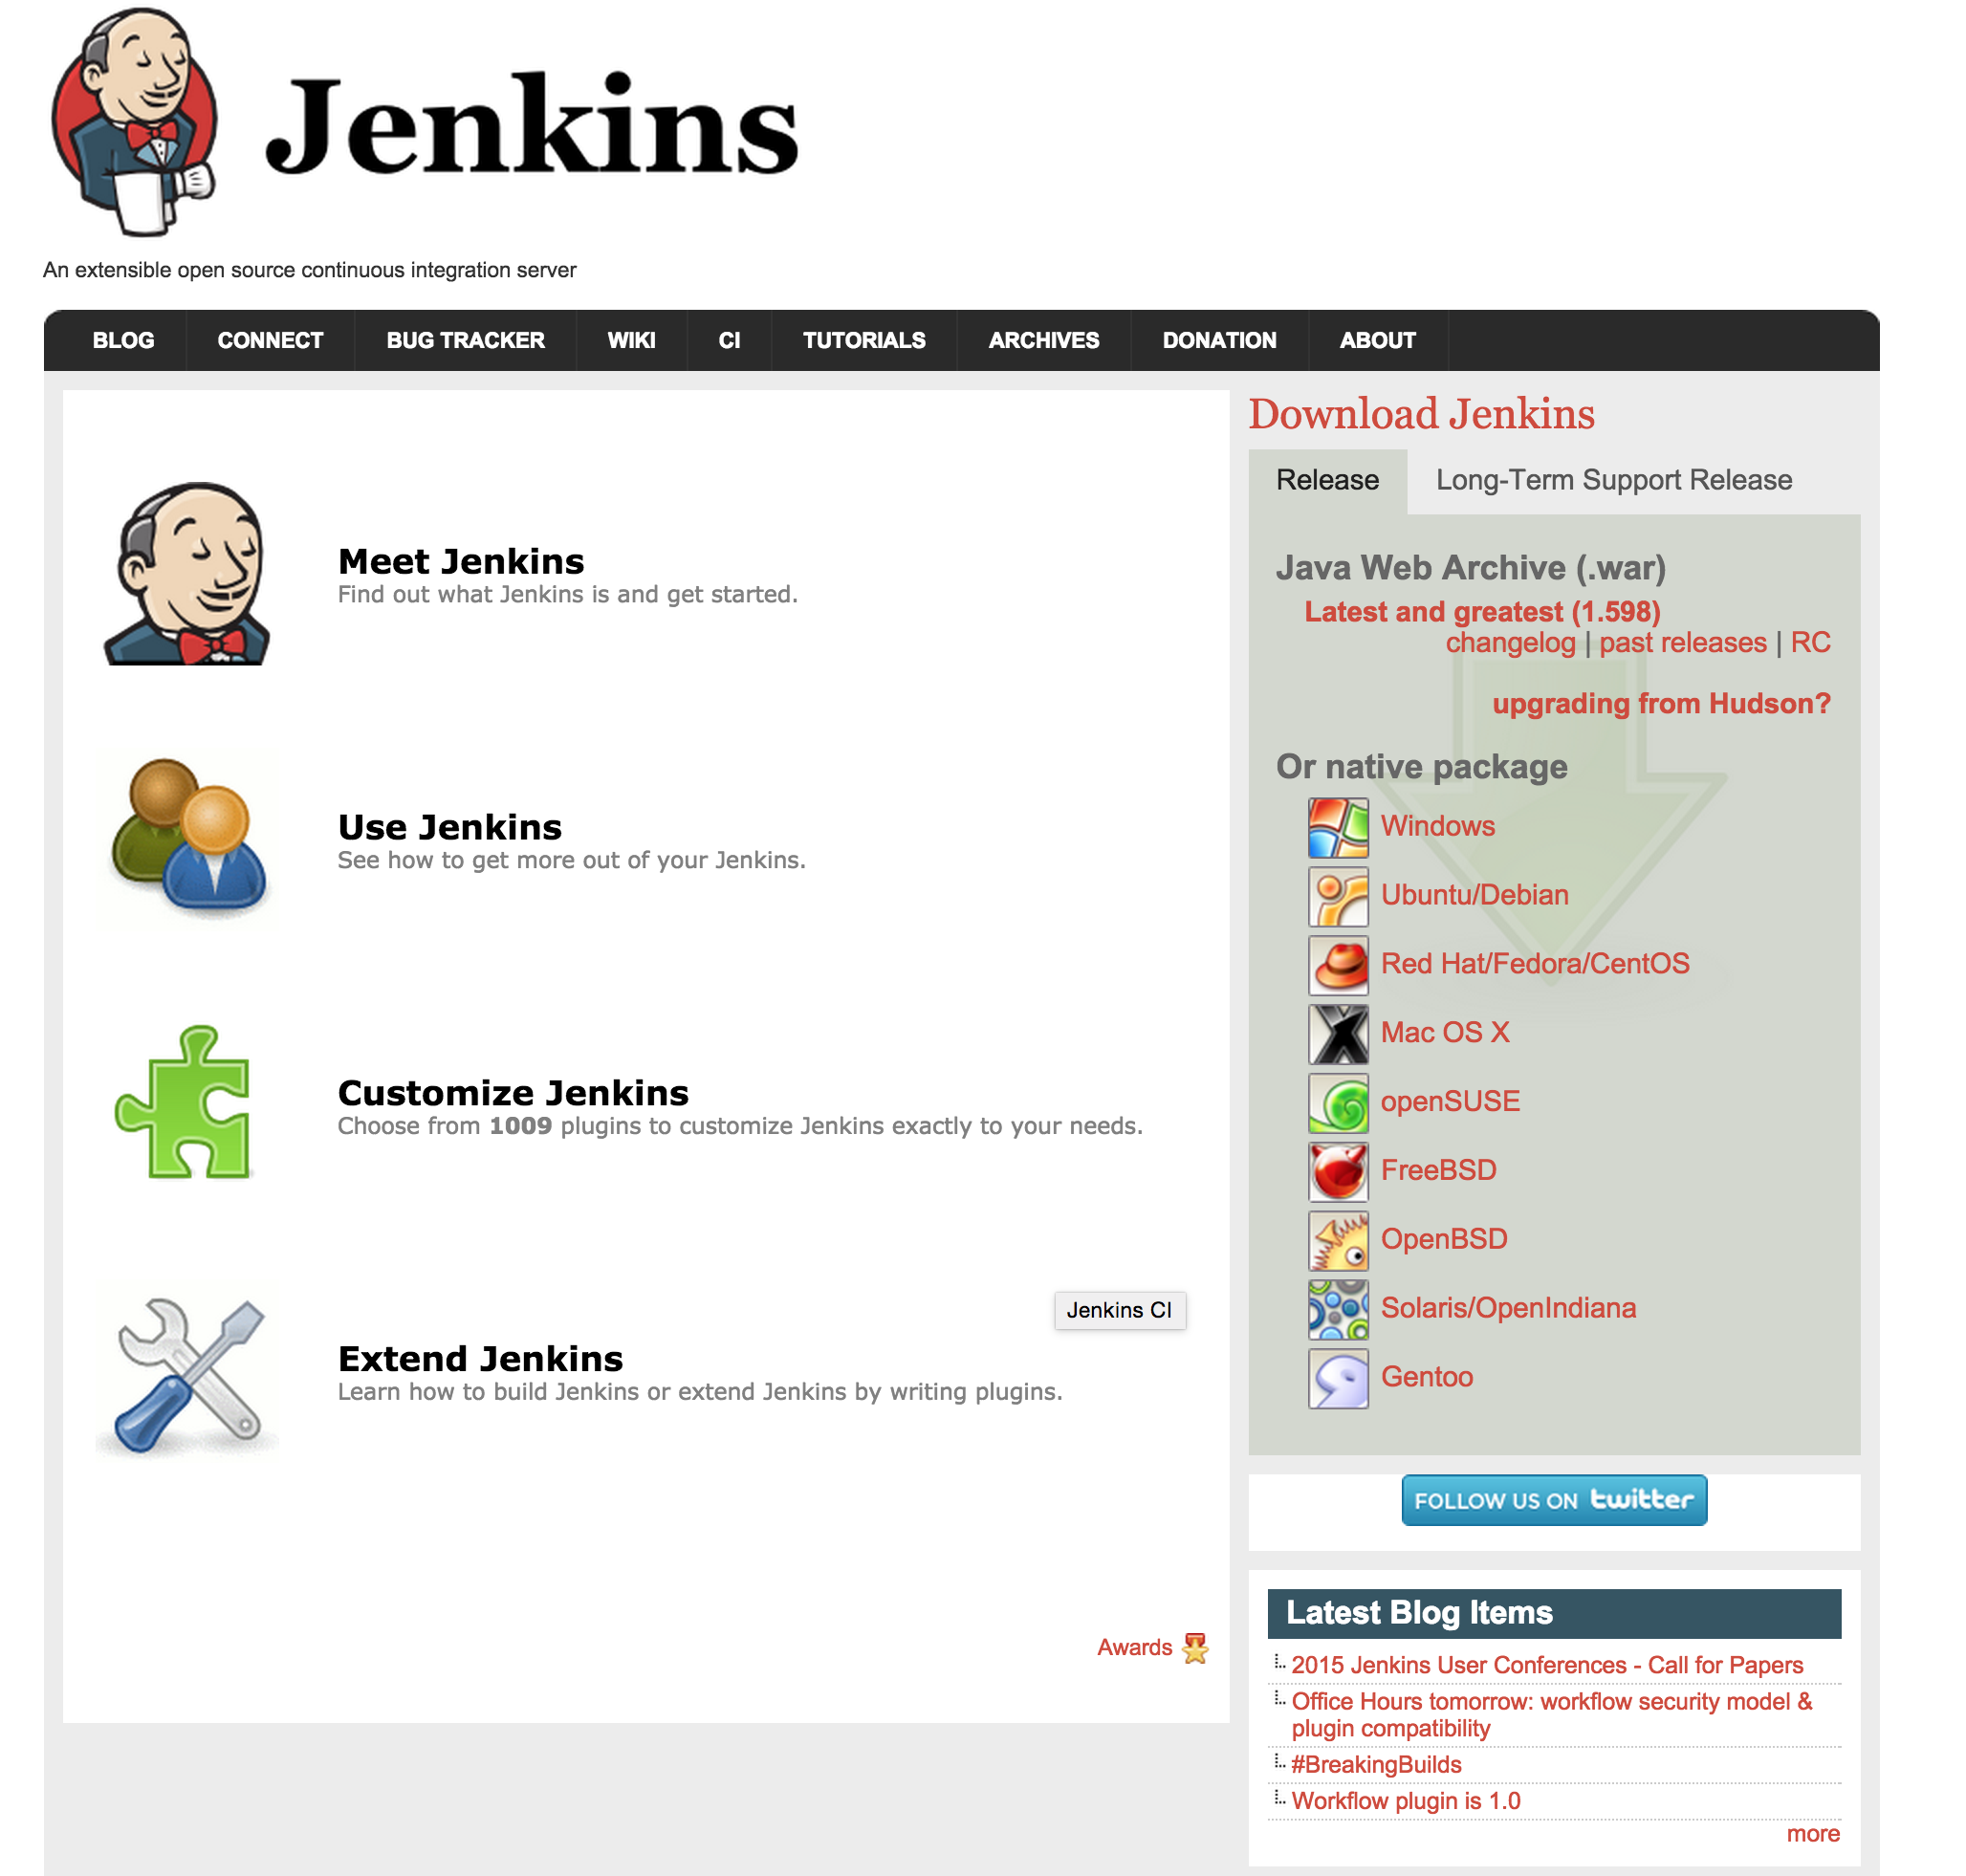 Jenkins
An extensible open source continuous integration server
BLOG CONNECT BUG TRACKER WIKI CI TUTORIALS ARCHIVES DONATION ABOUT
Meet Jenkins
Find out what Jenkins is and get started.
Use Jenkins
See how to get more out of your Jenkins.
Customize Jenkins
Choose from 1009 plugins to customize Jenkins exactly to your needs.
Jenkins CI
Extend Jenkins
Learn how to build Jenkins or extend Jenkins by writing plugins.
Awards
Download Jenkins
Release Long-Term Support Release
Java Web Archive (.war)
Latest and greatest (1.598)
changelog | past releases | RC
upgrading from Hudson?
Or native package
Windows
Ubuntu/Debian
Red Hat/Fedora/CentOS
Mac OS X
openSUSE
FreeBSD
OpenBSD
Solaris/OpenIndiana
Gentoo
FOLLOW US ON twitter
Latest Blog Items
2015 Jenkins User Conferences - Call for Papers
Office Hours tomorrow: workflow security model &
plugin compatibility
#BreakingBuilds
Workflow plugin is 1.0
more